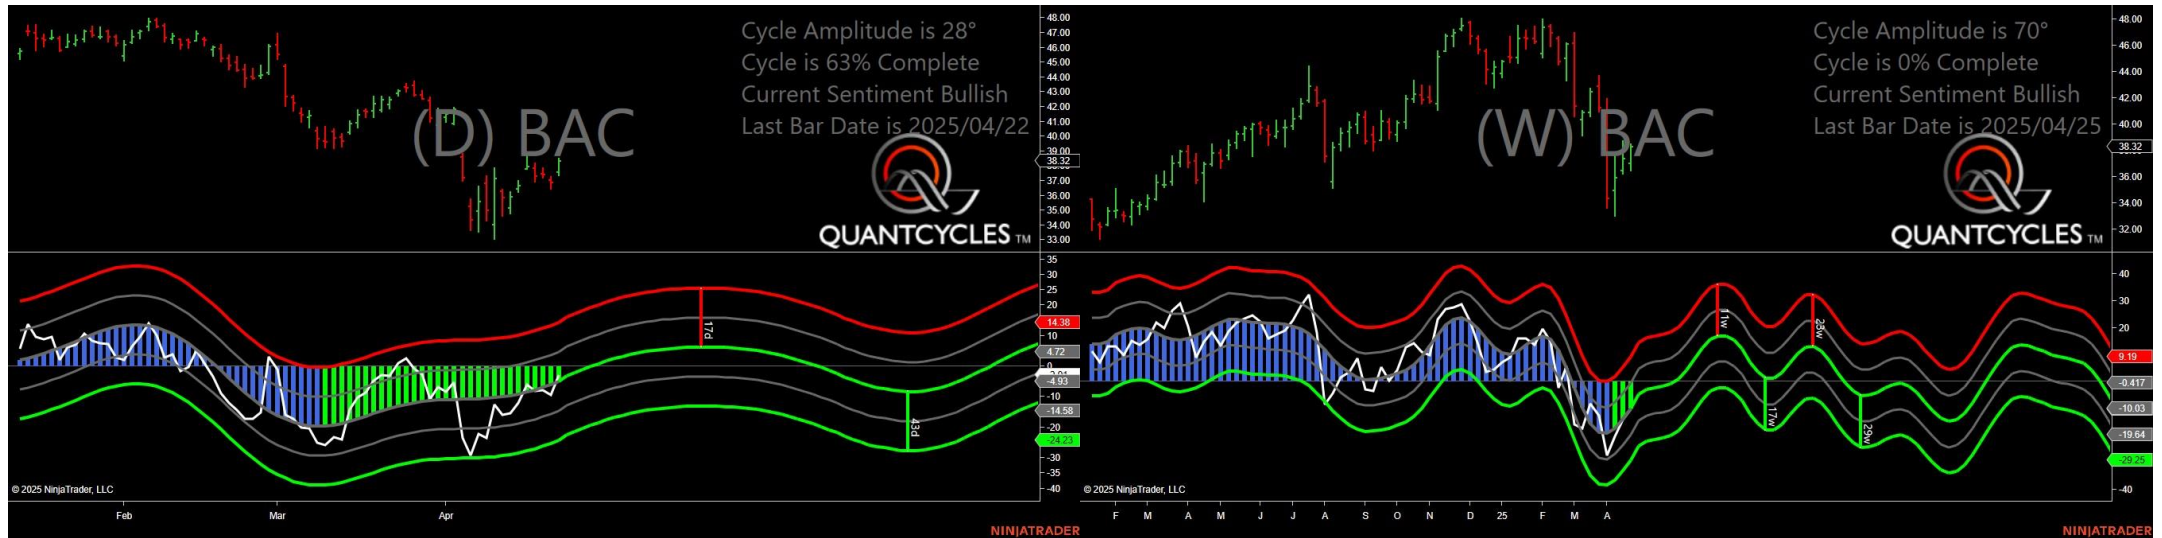 Cycle Amplitude is 28°
Cycle is 63% Complete
Current Sentiment Bullish
Last Bar Date is 2025/04/22
(D) BAC
QUANTCYCLES TM
48.00
47.00
46.00
45.00
44.00
43.00
42.00
41.00
40.00
39.00
38.32
37.00
36.00
35.00
34.00
33.00
35
30
25
20
14.38
10
4.72
0
-4.93
-10
-14.58
-20
-24.23
-30
-35
-40
17d
43d
© 2025 NinjaTrader, LLC
Feb Mar Apr
NINJATRADER
Cycle Amplitude is 70°
Cycle is 0% Complete
Current Sentiment Bullish
Last Bar Date is 2025/04/25
(W) BAC
QUANTCYCLES TM
48.00
46.00
44.00
42.00
40.00
38.32
36.00
34.00
32.00
40
30
20
9.19
-0.417
-10.03
-19.64
-29.25
-40
11w
23w
17w
29w
© 2025 NinjaTrader, LLC
F M A M J J A S O N D 25 F M A
NINJATRADER